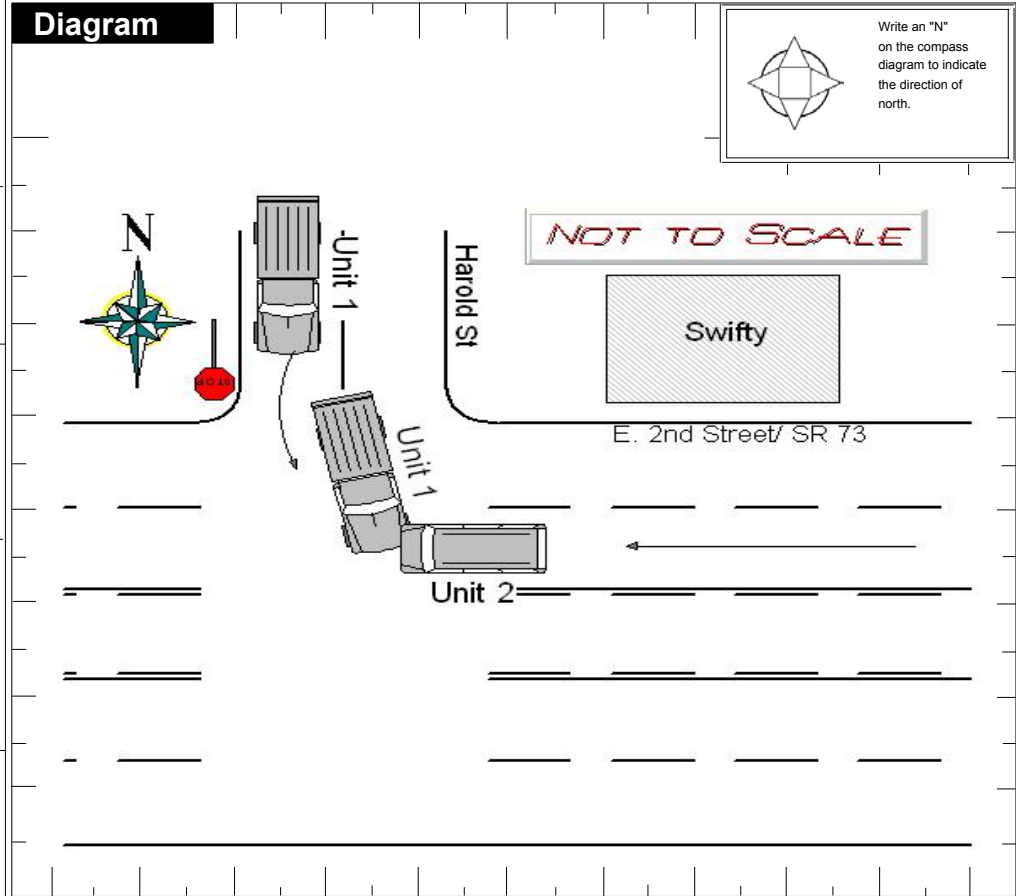 Diagram
Write an "N"
on the compass
diagram to indicate
the direction of
north.
N
NOT TO SCALE
-Unit 1
Harold St
Swifty
STOP
E. 2nd Street/ SR 73
Unit 1
Unit 2